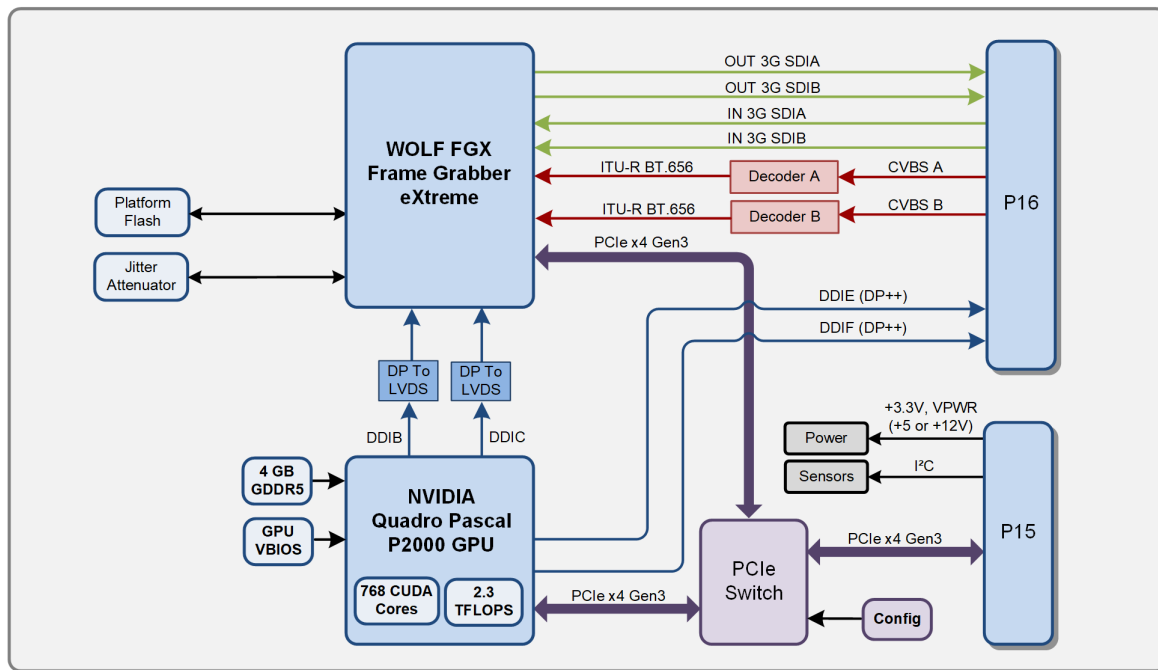 WOLF FGX
Frame Grabber
eXtreme
OUT 3G SDIA
OUT 3G SDIB
IN 3G SDIA
IN 3G SDIB
ITU-R BT.656
Decoder A
CVBS A
ITU-R BT.656
Decoder B
CVBS B
P16
Platform
Flash
Jitter
Attenuator
PCIe x4 Gen3
DDIE (DP++)
DDIF (DP++)
DP To
LVDS
DP To
LVDS
DDIB
DDIC
+3.3V, VPWR
(+5 or +12V)
Power
I²C
Sensors
P15
4 GB
GDDR5
GPU
VBIOS
NVIDIA
Quadro Pascal
P2000 GPU
768 CUDA
Cores
2.3
TFLOPS
PCIe x4 Gen3
PCIe
Switch
PCIe x4 Gen3
Config